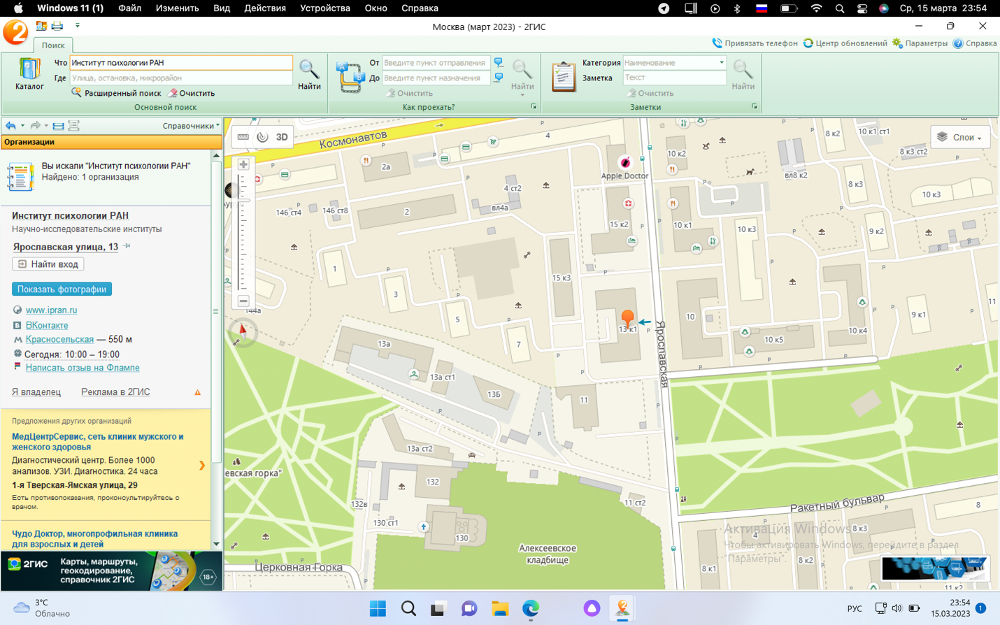 Windows 11 (1) Файл Изменить Вид Действия Устройства Окно Справка Ср, 15 марта 23:54
Москва (март 2023) - 2ГИС
Поиск
Привязать телефон Центр обновлений Параметры Справка
Каталог
Что Институт психологии РАН
Где Улица, остановка, микрорайон
Расширенный поиск Очистить
Найти
Основной поиск
От Введите пункт отправления
До Введите пункт назначения
Очистить
Найти
Как проехать?
Категория Наименование
Заметка Текст
Очистить
Найти
Заметки
Справочники
Организации
Вы искали "Институт психологии РАН"
Найдено: 1 организация
Институт психологии РАН
Научно-исследовательские институты
Ярославская улица, 13
Найти вход
Показать фотографии
www.ipran.ru
ВКонтакте
Красносельская — 550 м
Сегодня: 10:00 – 19:00
Написать отзыв на Флампе
Я владелец Реклама в 2ГИС
Предложения других организаций
МедЦентрСервис, сеть клиник мужского и
женского здоровья
Диагностический центр. Более 1000
анализов. УЗИ. Диагностика. 24 часа
1-я Тверская-Ямская улица, 29
Есть противопоказания, проконсультируйтесь с
врачом.
Чудо Доктор, многопрофильная клиника
для взрослых и детей
2ГИС
Карты, маршруты,
геокодирование,
справочник 2ГИС
18+
3D
Слои
Космонавтов
4
2а
4 ст2
вл4а
2
146 ст4
146 ст8
Apple Doctor
15 к2
10 к2
10 к1
8 к2
10 к1 ст1
8 к3 ст2
вл8 к2
8 к3
10 к3
10 к3
9 к2
1
3
5
7
15 к3
13 к1
10
10 к5
10 к4
9 к1
11
144а
13а
13а ст1
13Б
11
13а ст2
евская горка"
132
132в
130 ст1
130
11 ст2
Ярославская
Ракетный бульвар
8
4
8 к3
8 к1
8 к2
11 к2
Алексеевское
кладбище
Церковная Горка
Активация Windows
Чтобы активировать Windows, перейдите в раздел
"Параметры".
3°C
Облачно
РУС
23:54
15.03.2023
1